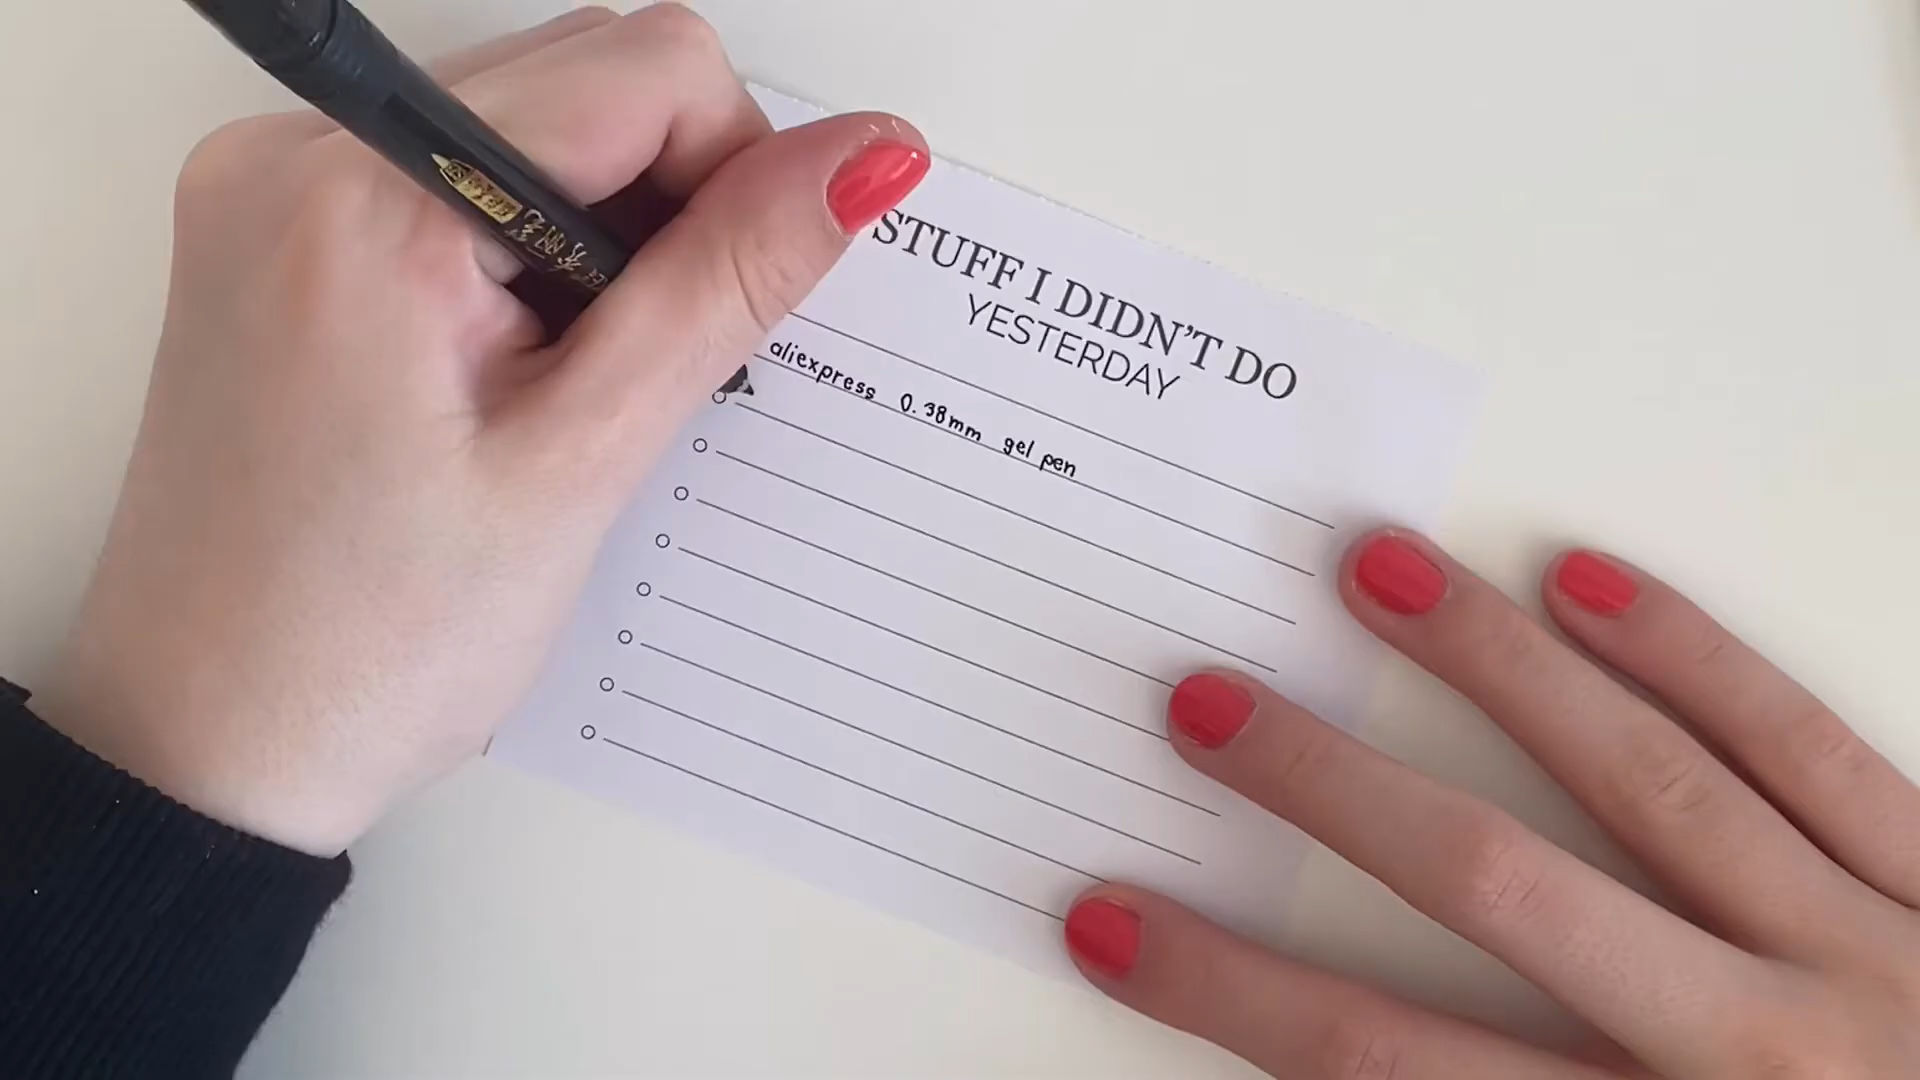 STUFF I DIDN'T DO
YESTERDAY
aliexpress 0.38mm gel pen